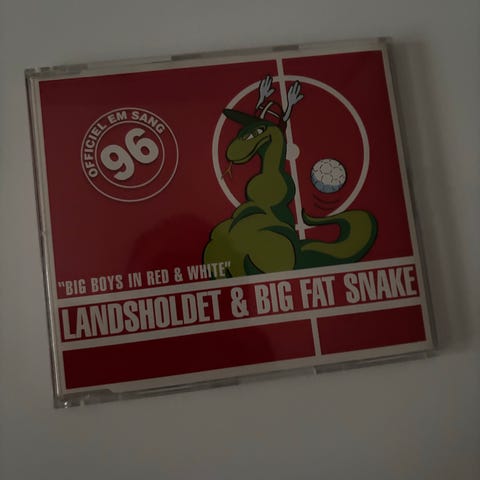 OFFICIEL EM SANG
96
"BIG BOYS IN RED & WHITE"
LANDSHOLDET & BIG FAT SNAKE